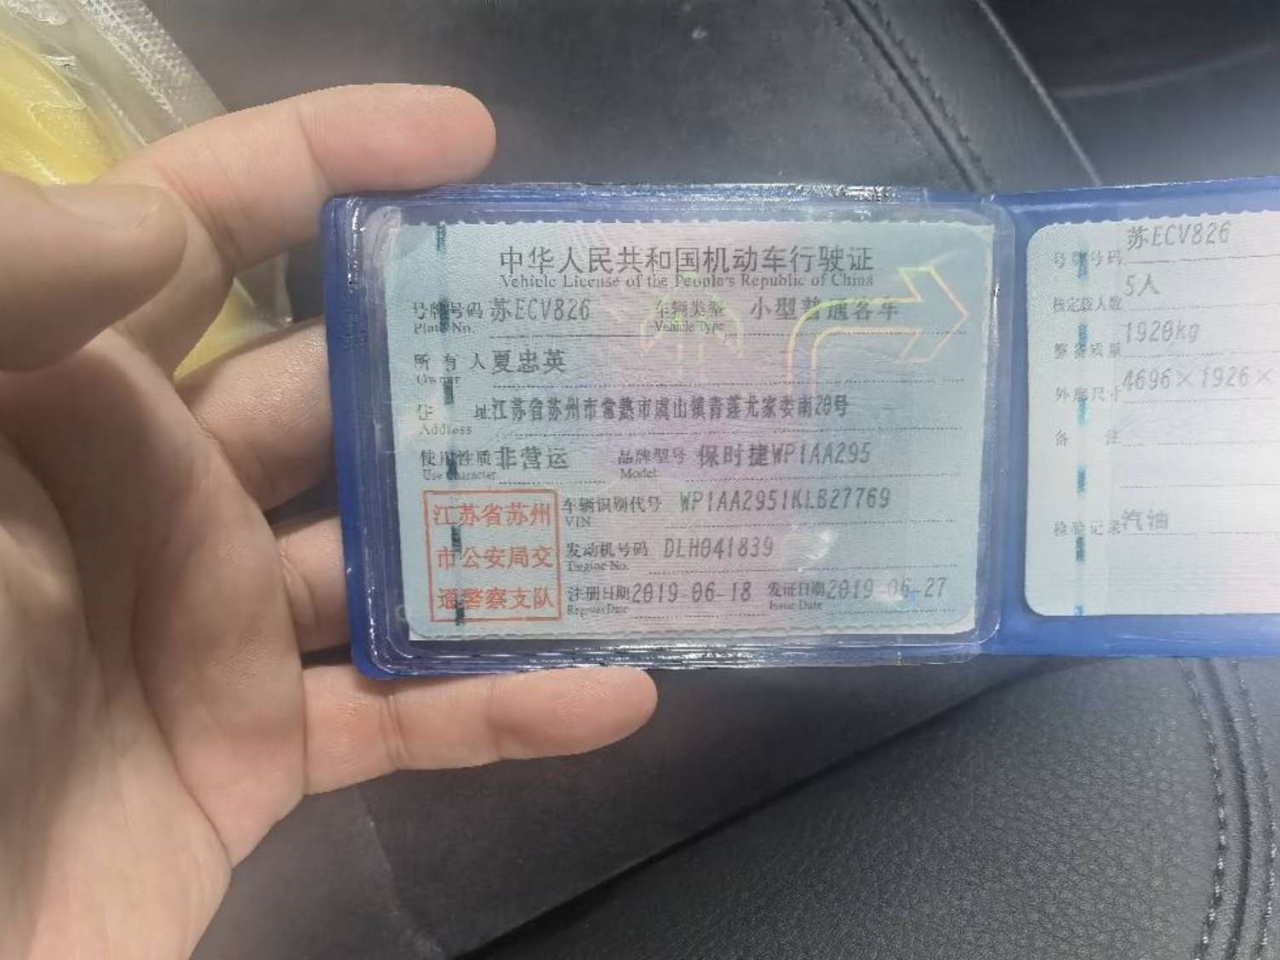 中华人民共和国机动车行驶证
Vehicle License of the People's Republic of China
号牌号码 苏ECV826 车辆类型 小型普通客车
Plate No. Vehicle Type
所有人 夏忠英
Owner
住址 江苏省苏州市常熟市虞山镇青莲尤家娄南20号
Address
使用性质 非营运 品牌型号 保时捷WP1AA295
Use Character Model
江苏省苏州
市公安局交
通警察支队
车辆识别代号 WP1AA2951KLB27769
VIN
发动机号码 DLH041839
Engine No.
注册日期 2019-06-18 发证日期 2019-06-27
Register Date Issue Date
号牌号码 苏ECV826
核定载人数 5人
整备质量 1920kg
外廓尺寸 4696×1926×
备注
检验记录 汽油